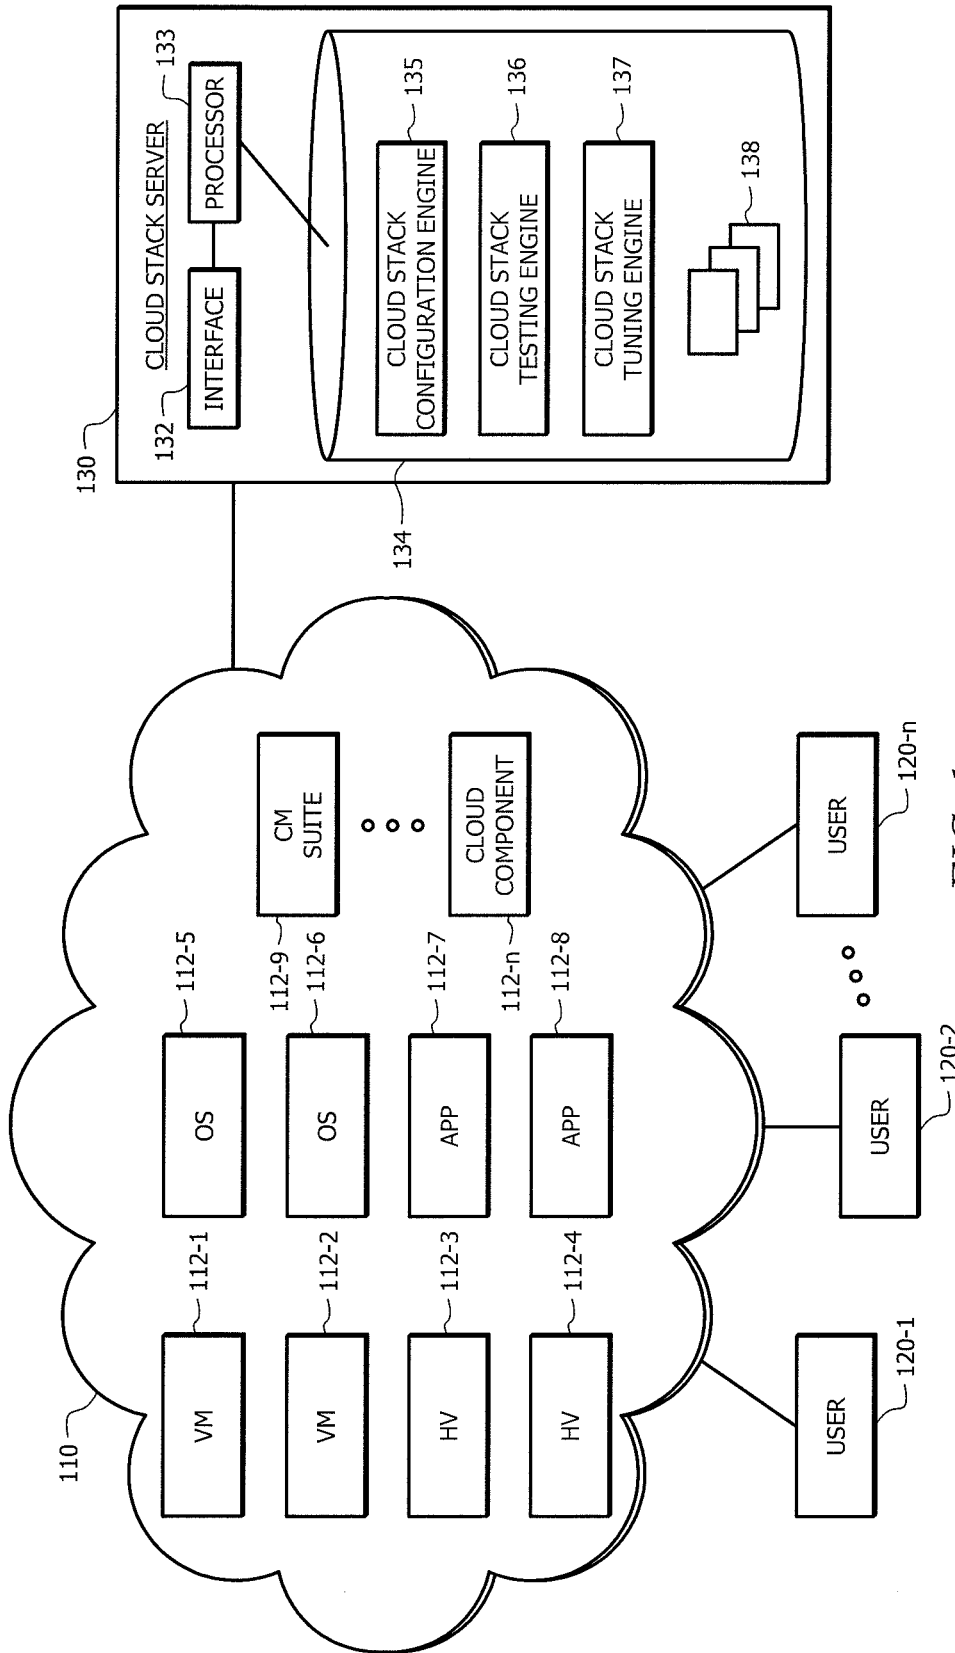 110
VM
112-1
VM
112-2
HV
112-3
HV
112-4
OS
112-5
OS
112-6
APP
112-7
APP
112-8
CM
SUITE
112-9
CLOUD
COMPONENT
112-n
130
CLOUD STACK SERVER
INTERFACE
132
PROCESSOR
133
134
CLOUD STACK
CONFIGURATION ENGINE
135
CLOUD STACK
TESTING ENGINE
136
CLOUD STACK
TUNING ENGINE
137
138
USER
120-1
USER
120-2
USER
120-n